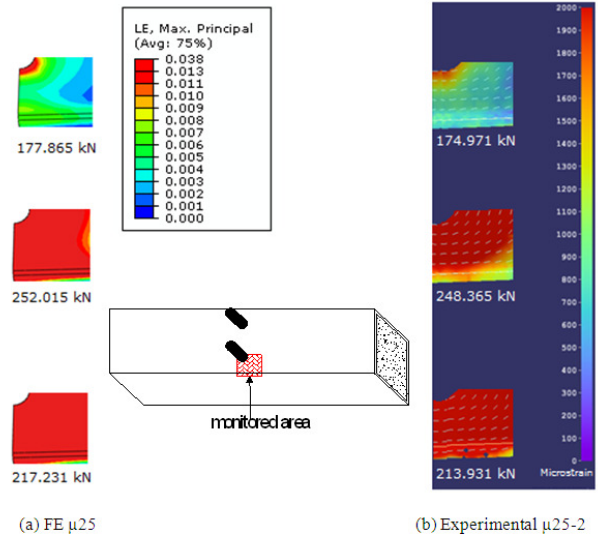 LE, Max. Principal
(Avg: 75%)
0.038
0.013
0.011
0.010
0.009
0.008
0.007
0.006
0.005
0.004
0.003
0.002
0.001
0.000
177.865 kN
252.015 kN
217.231 kN
monitored area
174.971 kN
248.365 kN
213.931 kN
2000
1900
1800
1700
1600
1500
1400
1300
1200
1100
1000
900
800
700
600
500
400
300
200
100
0
Microstrain
(a) FE µ25
(b) Experimental µ25-2